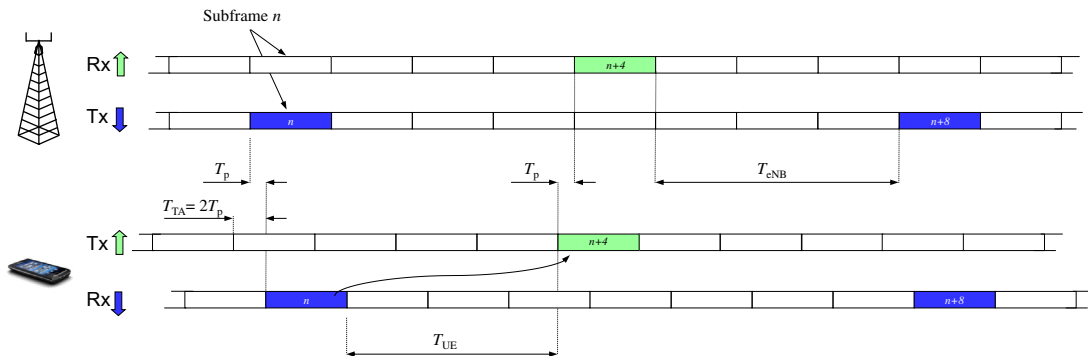 Subframe n
Rx
n+4
Tx
n
n+8
Tp
Tp
TeNB
TTA= 2Tp
Tx
n+4
Rx
n
n+8
TUE